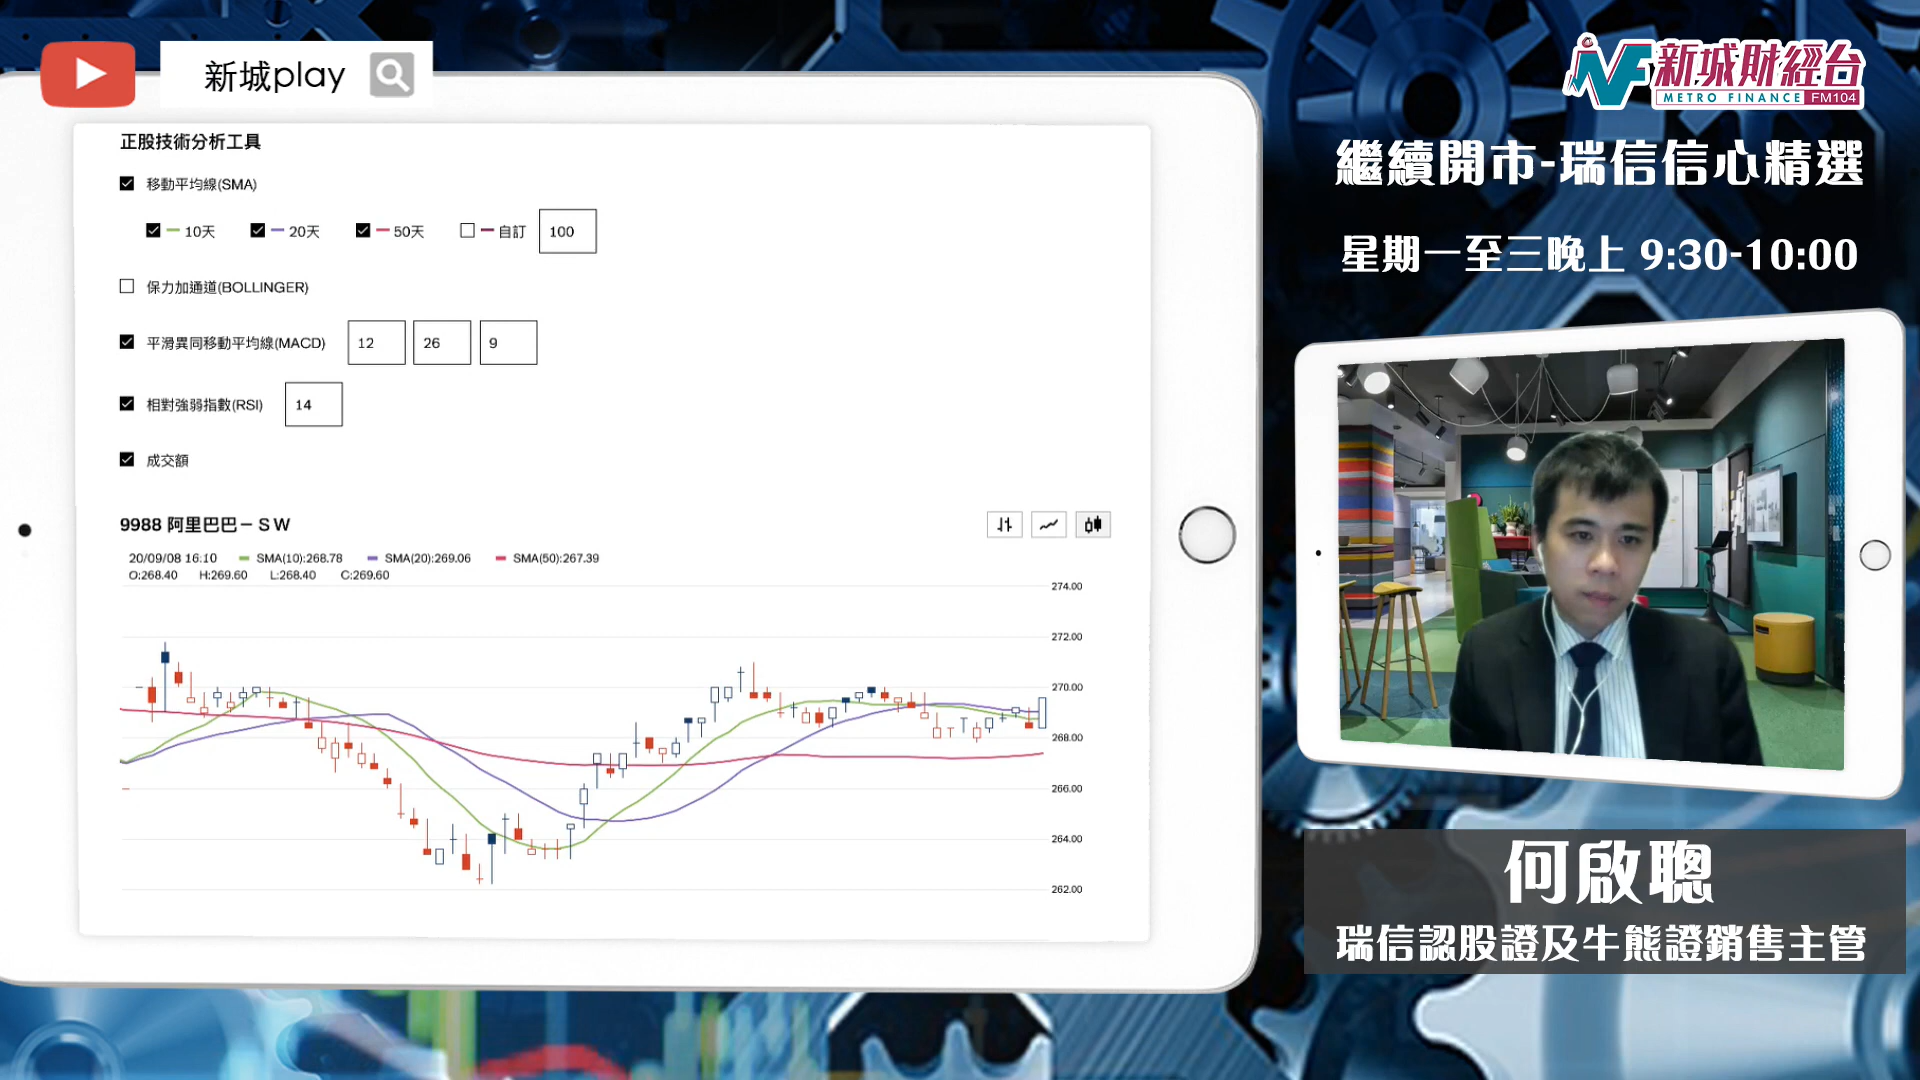 新城play
新城財經台
METRO FINANCE FM104
繼續開市-瑞信信心精選
星期一至三晚上 9:30-10:00
正股技術分析工具
移動平均線(SMA)
10天 20天 50天 自訂 100
保力加通道(BOLLINGER)
平滑異同移動平均線(MACD) 12 26 9
相對強弱指數(RSI) 14
成交額
9988 阿里巴巴－ＳＷ
20/09/08 16:10 SMA(10):268.78 SMA(20):269.06 SMA(50):267.39
O:268.40 H:269.60 L:268.40 C:269.60
274.00
272.00
270.00
268.00
266.00
264.00
262.00
何啟聰
瑞信認股證及牛熊證銷售主管